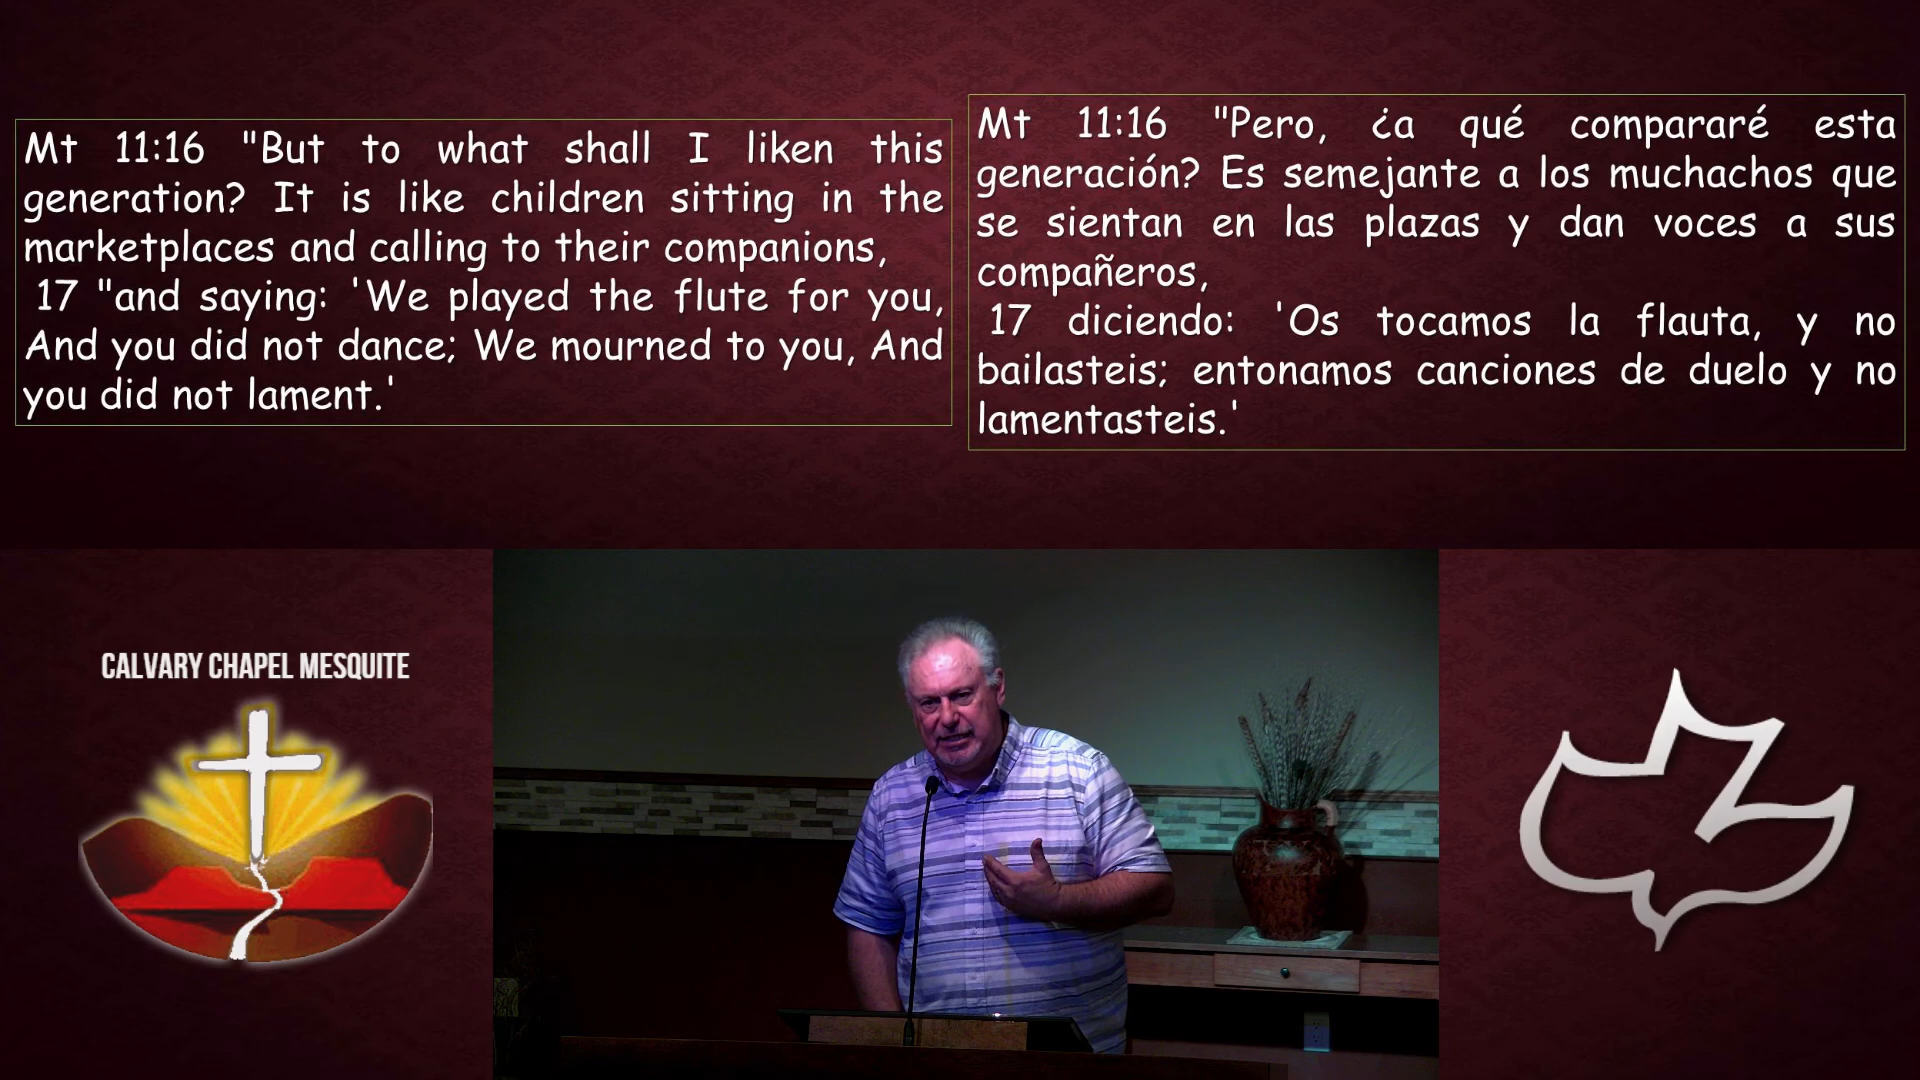 Mt 11:16 "But to what shall I liken this
generation? It is like children sitting in the
marketplaces and calling to their companions,
17 "and saying: 'We played the flute for you,
And you did not dance; We mourned to you, And
you did not lament.'
Mt 11:16 "Pero, ¿a qué compararé esta
generación? Es semejante a los muchachos que
se sientan en las plazas y dan voces a sus
compañeros,
17 diciendo: 'Os tocamos la flauta, y no
bailasteis; entonamos canciones de duelo y no
lamentasteis.'
CALVARY CHAPEL MESQUITE